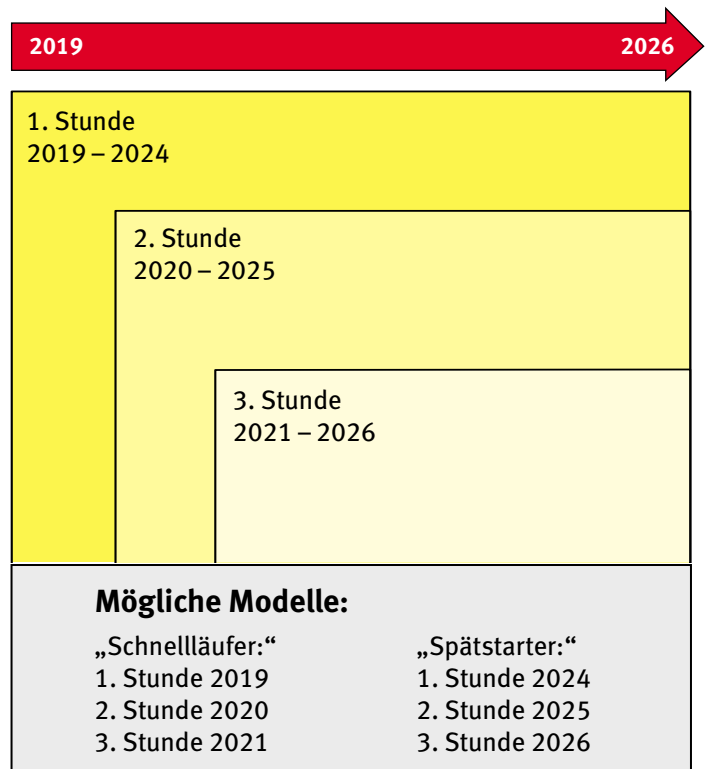 2019 2026
1. Stunde
2019 – 2024
2. Stunde
2020 – 2025
3. Stunde
2021 – 2026
Mögliche Modelle:
„Schnellläufer:“
1. Stunde 2019
2. Stunde 2020
3. Stunde 2021
„Spätstarter:“
1. Stunde 2024
2. Stunde 2025
3. Stunde 2026